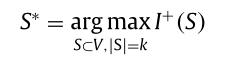 S* = arg max I⁺(S)
S⊂V, |S|=k